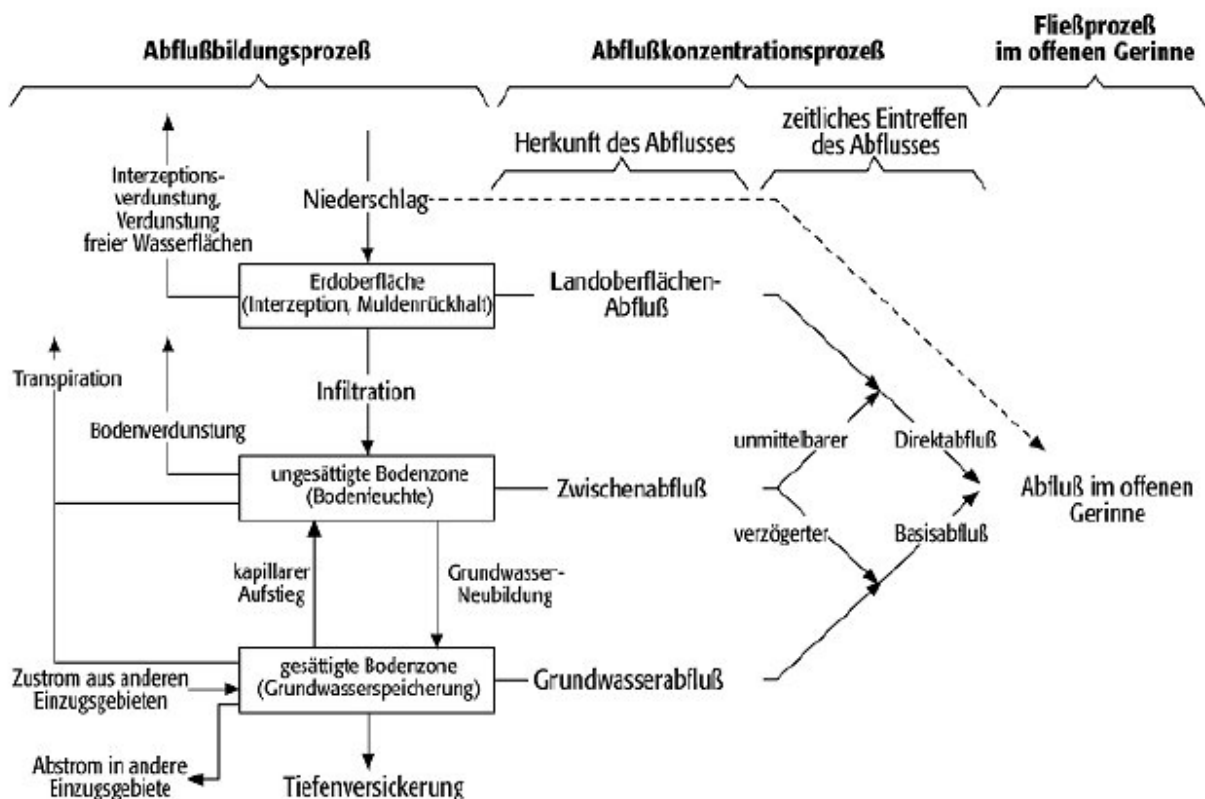 Abflußbildungsprozeß
Abflußkonzentrationsprozeß
Fließprozeß
im offenen Gerinne
Herkunft des Abflusses
zeitliches Eintreffen
des Abflusses
Interzeptions-
verdunstung,
Verdunstung
freier Wasserflächen
Niederschlag
Erdoberfläche
(Interzeption, Muldenrückhalt)
Landoberflächen-
Abfluß
Transpiration
Infiltration
Bodenverdunstung
unmittelbarer
Direktabfluß
ungesättigte Bodenzone
(Bodenfeuchte)
Zwischenabfluß
Abfluß im offenen
Gerinne
verzögerter
Basisabfluß
kapillarer
Aufstieg
Grundwasser-
Neubildung
gesättigte Bodenzone
(Grundwasserspeicherung)
Grundwasserabfluß
Zustrom aus anderen
Einzugsgebieten
Abstrom in andere
Einzugsgebiete
Tiefenversickerung